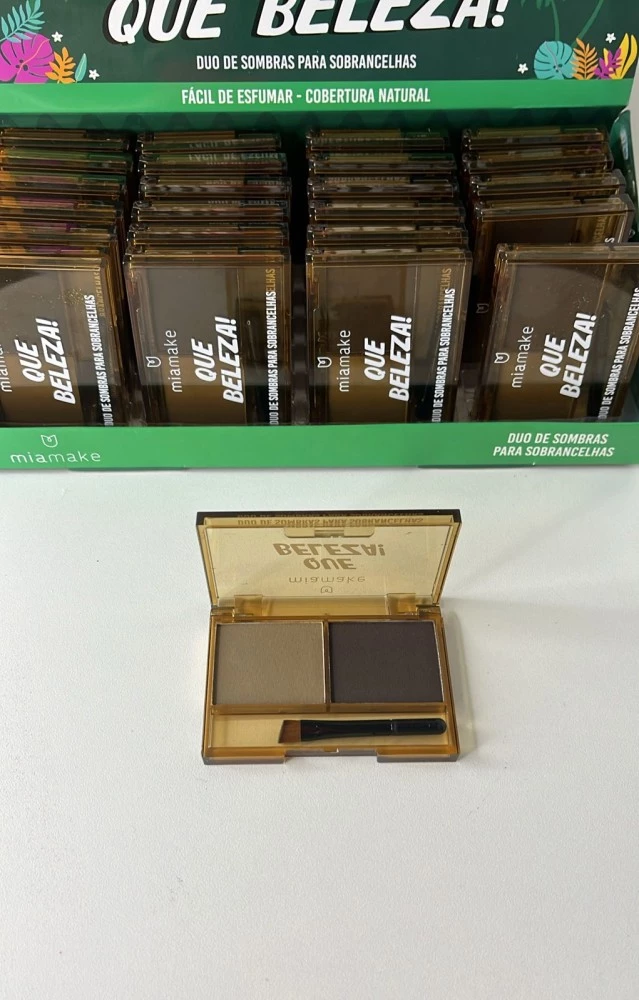 QUE BELEZA!
DUO DE SOMBRAS PARA SOBRANCELHAS
FÁCIL DE ESFUMAR - COBERTURA NATURAL
FÁCIL DE ESFUM
miamake
QUE
BELEZA!
DUO DE SOMBRAS PARA SOBRANCELHAS
miamake
QUE
BELEZA!
DUO DE SOMBRAS PARA SOBRANCELHAS
miamake
QUE
BELEZA!
DUO DE SOMBRAS PARA SOBRANCELHAS
miamake
QUE
BELEZA!
DUO DE SOMBRAS PARA SOBRANCELHAS
miamake
DUO DE SOMBRAS
PARA SOBRANCELHAS
DUO DE SOMBRAS PARA SOBRANCELHAS
BELEZA!
QUE
miamake